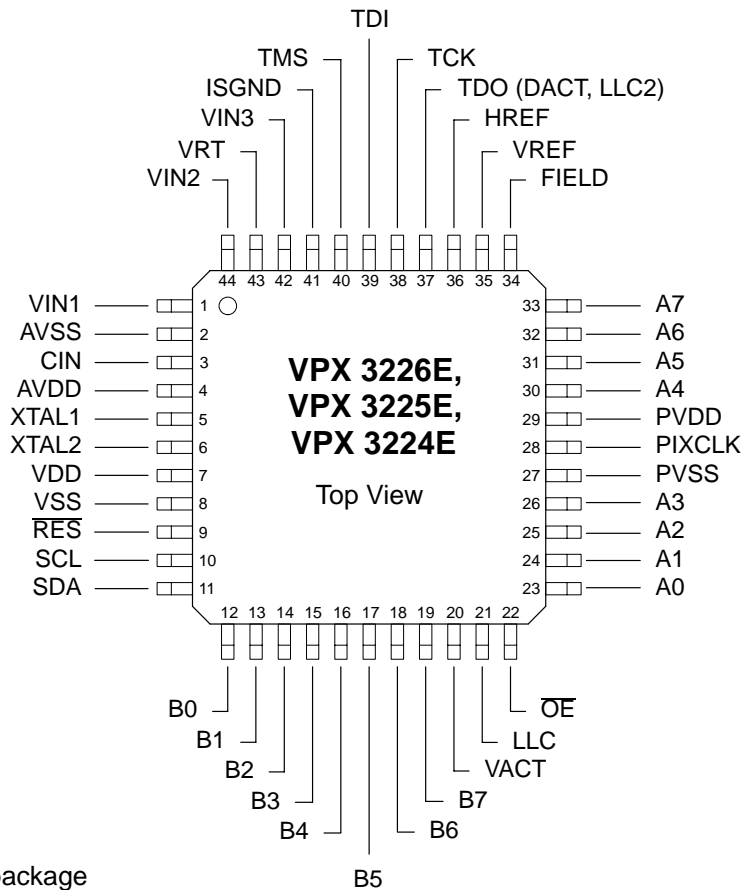 TDI
TMS TCK
ISGND TDO (DACT, LLC2)
VIN3 HREF
VRT VREF
VIN2 FIELD
44 43 42 41 40 39 38 37 36 35 34
VIN1 1 33 A7
AVSS 2 32 A6
CIN 3 31 A5
AVDD 4 30 A4
XTAL1 5 29 PVDD
XTAL2 6 28 PIXCLK
VDD 7 27 PVSS
VSS 8 26 A3
RES 9 25 A2
SCL 10 24 A1
SDA 11 23 A0
VPX 3226E,
VPX 3225E,
VPX 3224E
Top View
12 13 14 15 16 17 18 19 20 21 22
B0 OE
B1 LLC
B2 VACT
B3 B7
B4 B6
B5
package